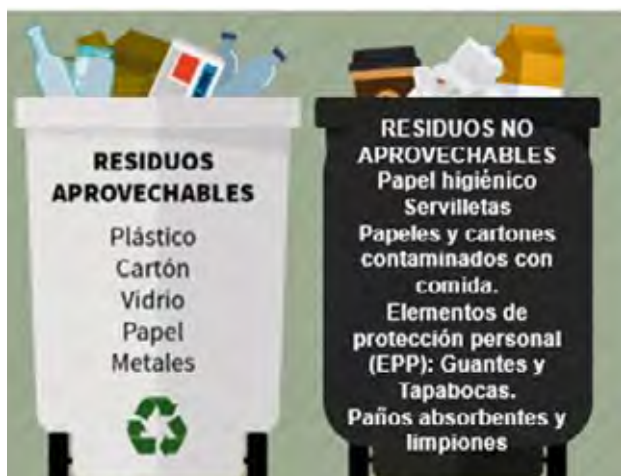 RESIDUOS
APROVECHABLES
Plástico
Cartón
Vidrio
Papel
Metales
RESIDUOS NO
APROVECHABLES
Papel higiénico
Servilletas
Papeles y cartones
contaminados con
comida.
Elementos de
protección personal
(EPP): Guantes y
Tapabocas.
Paños absorbentes y
limpiones